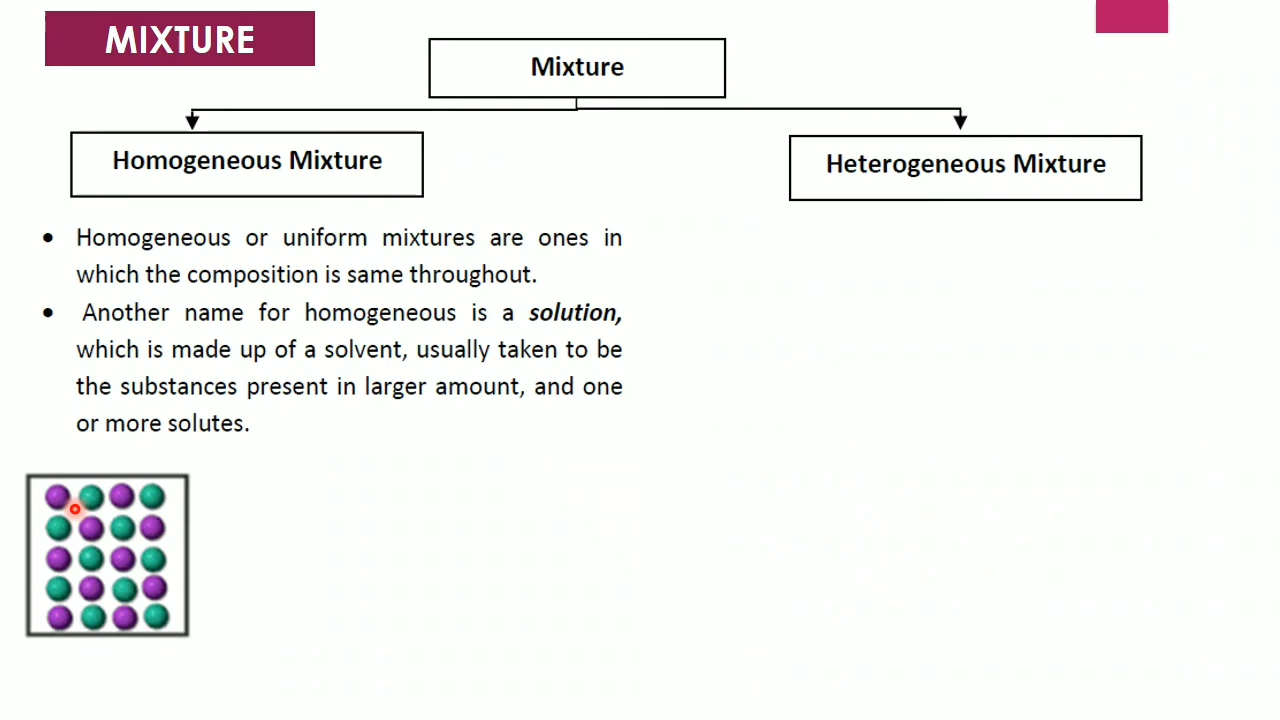 MIXTURE
Mixture
Homogeneous Mixture
Heterogeneous Mixture
• Homogeneous or uniform mixtures are ones in
which the composition is same throughout.
• Another name for homogeneous is a solution,
which is made up of a solvent, usually taken to be
the substances present in larger amount, and one
or more solutes.